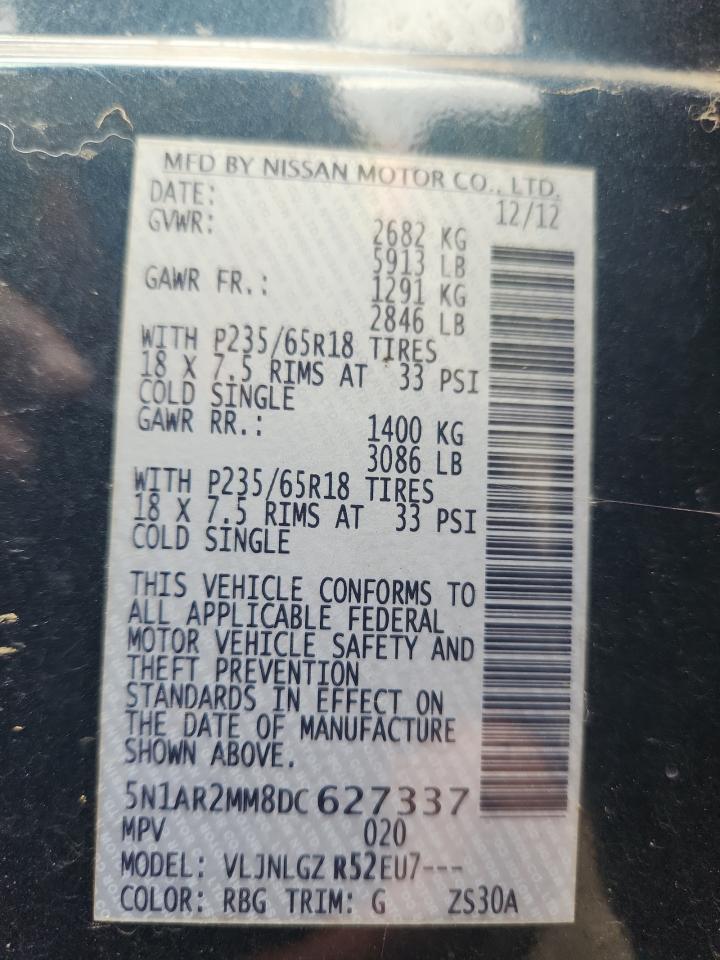 MFD BY NISSAN MOTOR CO., LTD.
DATE: 12/12
GVWR: 2682 KG
5913 LB
GAWR FR.: 1291 KG
2846 LB
WITH P235/65R18 TIRES
18 X 7.5 RIMS AT 33 PSI
COLD SINGLE
GAWR RR.: 1400 KG
3086 LB
WITH P235/65R18 TIRES
18 X 7.5 RIMS AT 33 PSI
COLD SINGLE
THIS VEHICLE CONFORMS TO
ALL APPLICABLE FEDERAL
MOTOR VEHICLE SAFETY AND
THEFT PREVENTION
STANDARDS IN EFFECT ON
THE DATE OF MANUFACTURE
SHOWN ABOVE.
5N1AR2MM8DC627337
MPV 020
MODEL: VLJNLGZ R52EU7---
COLOR: RBG TRIM: G ZS30A